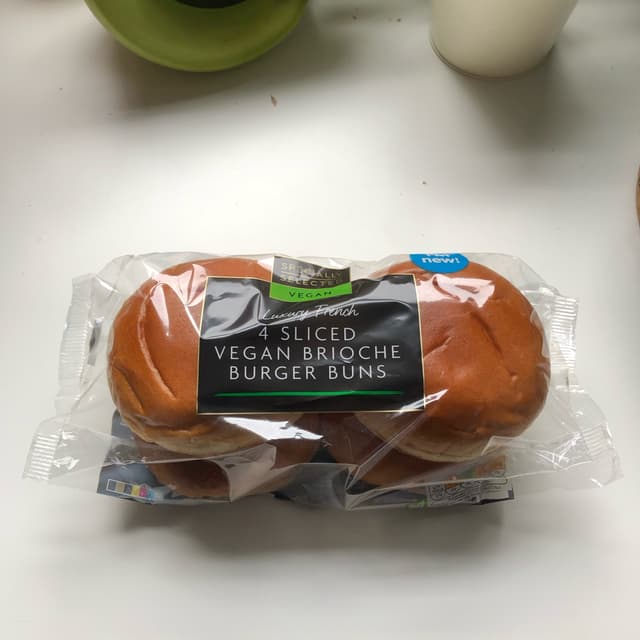 new!
SPECIALLY
SELECTED
VEGAN
Luxury French
4 SLICED
VEGAN BRIOCHE
BURGER BUNS